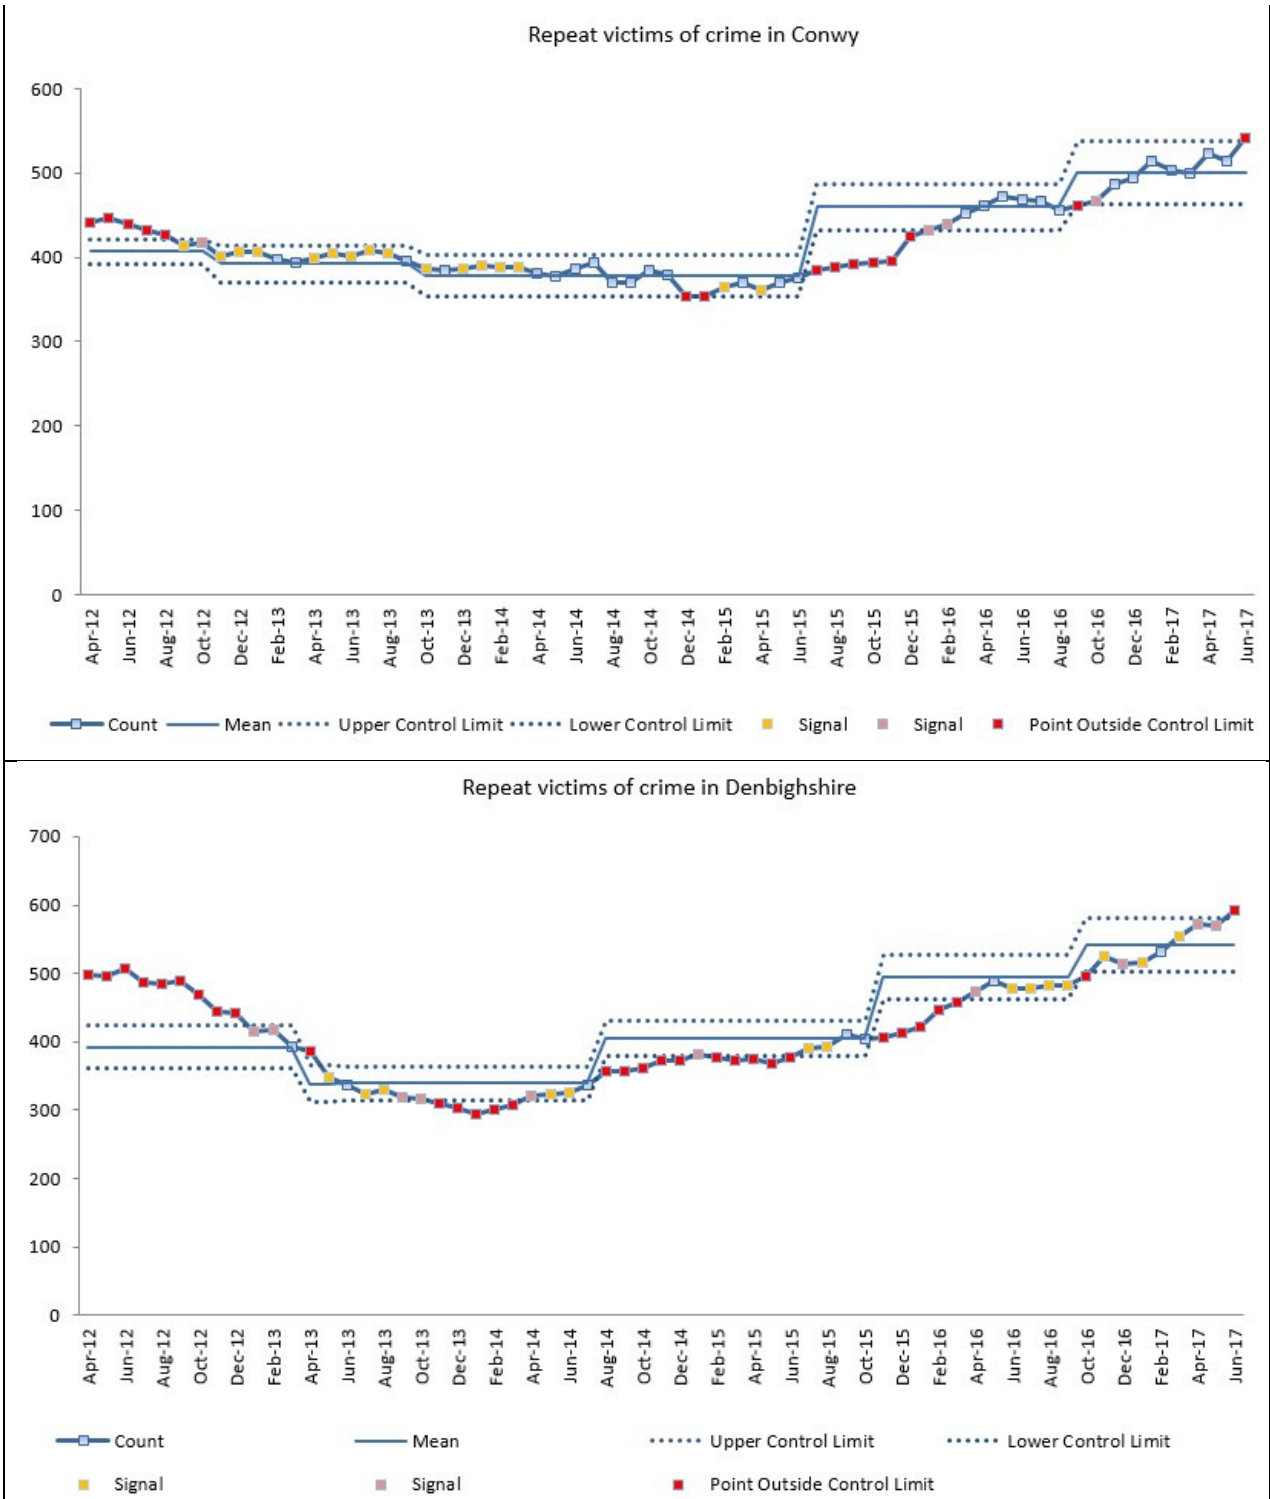 Repeat victims of crime in Conwy
600
500
400
300
200
100
0
Apr-12 Jun-12 Aug-12 Oct-12 Dec-12 Feb-13 Apr-13 Jun-13 Aug-13 Oct-13 Dec-13 Feb-14 Apr-14 Jun-14 Aug-14 Oct-14 Dec-14 Feb-15 Apr-15 Jun-15 Aug-15 Oct-15 Dec-15 Feb-16 Apr-16 Jun-16 Aug-16 Oct-16 Dec-16 Feb-17 Apr-17 Jun-17
Count Mean Upper Control Limit Lower Control Limit Signal Signal Point Outside Control Limit
Repeat victims of crime in Denbighshire
700
600
500
400
300
200
100
0
Apr-12 Jun-12 Aug-12 Oct-12 Dec-12 Feb-13 Apr-13 Jun-13 Aug-13 Oct-13 Dec-13 Feb-14 Apr-14 Jun-14 Aug-14 Oct-14 Dec-14 Feb-15 Apr-15 Jun-15 Aug-15 Oct-15 Dec-15 Feb-16 Apr-16 Jun-16 Aug-16 Oct-16 Dec-16 Feb-17 Apr-17 Jun-17
Count Mean Upper Control Limit Lower Control Limit
Signal Signal Point Outside Control Limit